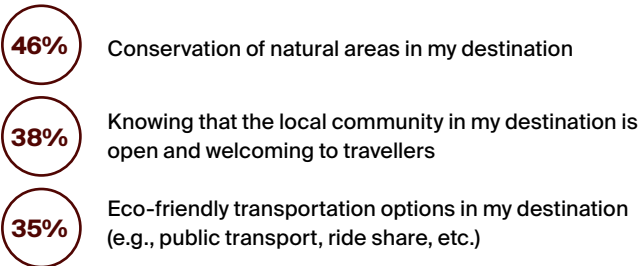 46%
Conservation of natural areas in my destination
38%
Knowing that the local community in my destination is
open and welcoming to travellers
35%
Eco-friendly transportation options in my destination
(e.g., public transport, ride share, etc.)